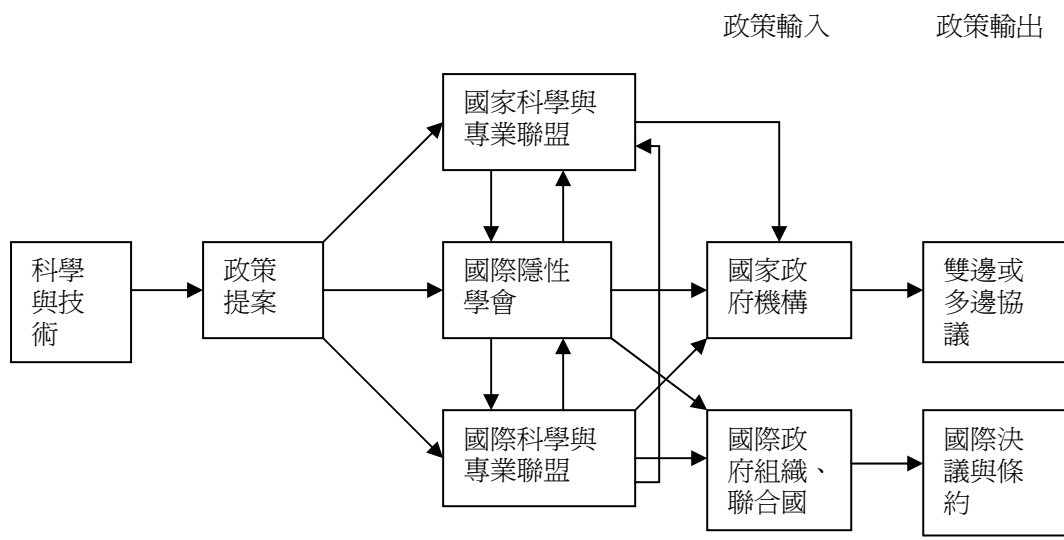 政策輸入
政策輸出
國家科學與
專業聯盟
科學
與技
術
政策
提案
國際隱性
學會
國家政
府機構
雙邊或
多邊協
議
國際科學與
專業聯盟
國際政
府組織、
聯合國
國際決
議與條
約